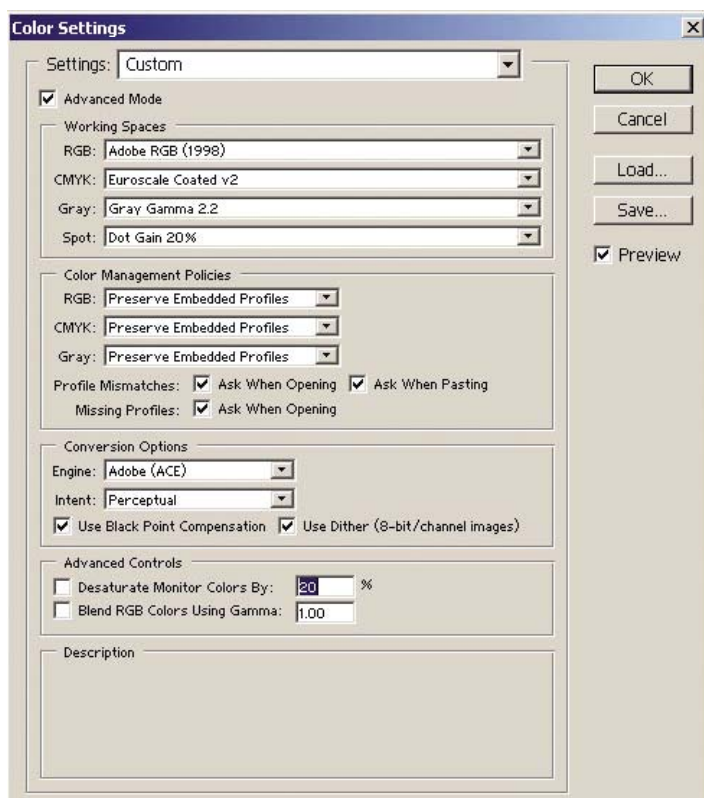 Color Settings
Settings: Custom
OK
Advanced Mode
Cancel
Working Spaces
RGB: Adobe RGB (1998)
CMYK: Euroscale Coated v2
Load...
Gray: Gray Gamma 2.2
Save...
Spot: Dot Gain 20%
Preview
Color Management Policies
RGB: Preserve Embedded Profiles
CMYK: Preserve Embedded Profiles
Gray: Preserve Embedded Profiles
Profile Mismatches: Ask When Opening Ask When Pasting
Missing Profiles: Ask When Opening
Conversion Options
Engine: Adobe (ACE)
Intent: Perceptual
Use Black Point Compensation Use Dither (8-bit/channel images)
Advanced Controls
Desaturate Monitor Colors By: 20 %
Blend RGB Colors Using Gamma: 1.00
Description